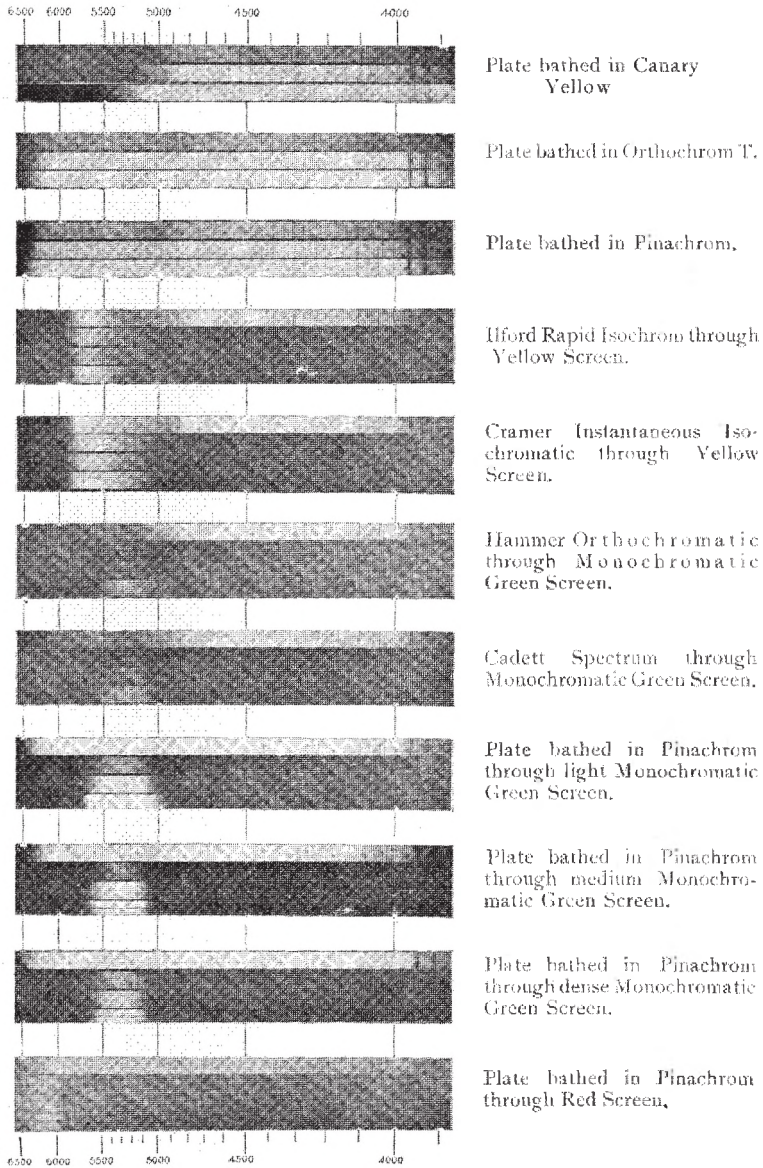 6500 6000 5500 5000 4500 4000
Plate bathed in Canary
Yellow
Plate bathed in Orthochrom T.
Plate bathed in Pinachrom.
Ilford Rapid Isochrom through
Yellow Screen.
Cramer Instantaneous Iso-
chromatic through Yellow
Screen.
Hammer Orthochromatic
through Monochromatic
Green Screen.
Cadett Spectrum through
Monochromatic Green Screen.
Plate bathed in Pinachrom
through light Monochromatic
Green Screen.
Plate bathed in Pinachrom
through medium Monochro-
matic Green Screen.
Plate bathed in Pinachrom
through dense Monochromatic
Green Screen.
Plate bathed in Pinachrom
through Red Screen.
6500 6000 5500 5000 4500 4000